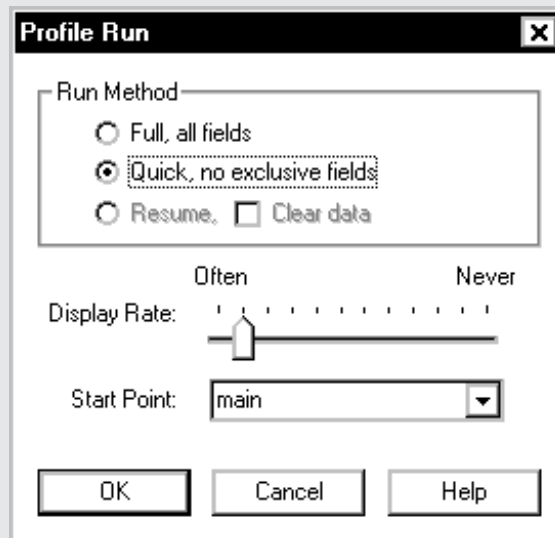 Profile Run
Run Method
Full, all fields
Quick, no exclusive fields
Resume, Clear data
Often Never
Display Rate:
Start Point: main
OK Cancel Help